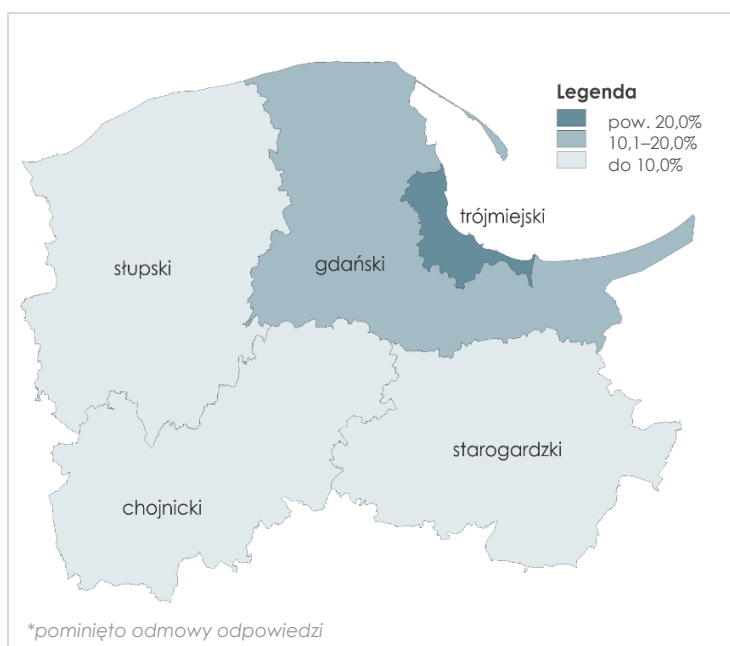 Legenda
pow. 20,0%
10,1–20,0%
do 10,0%
trójmiejski
słupski
gdański
starogardzki
chojnicki
*pominięto odmowy odpowiedzi